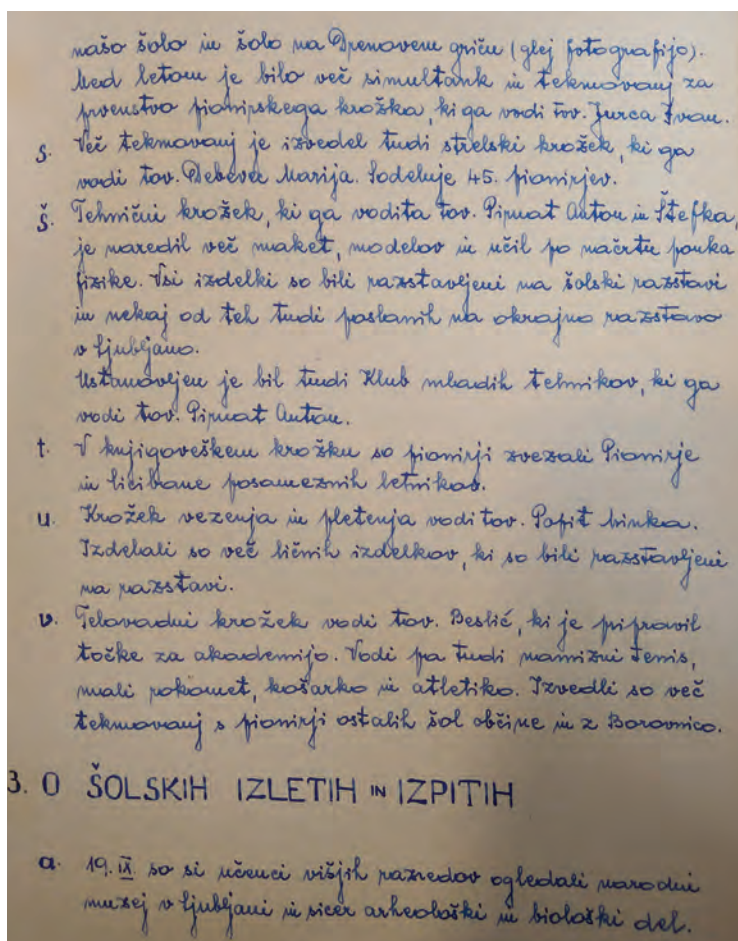 našo šolo in šolo na Drenovem griču (glej fotografijo).
Med letom je bilo več simultank in tekmovanj za
prvenstvo pionirskega krožka, ki ga vodi tov. Jurca Ivan.
s. Več tekmovanj je izvedel tudi strelski krožek, ki ga
vodi tov. Debevec Marija. Sodeluje 45. pionirjev.
š. Tehnični krožek, ki ga vodita tov. Pirnat Anton in Štefka,
je naredil več maket, modelov in učil po načrtu pouka
fizike. Vsi izdelki so bili razstavljeni na šolski razstavi
in nekaj od teh tudi poslanih na okrajno razstavo
v Ljubljano.
Ustanovljen je bil tudi Klub mladih tehnikov, ki ga
vodi tov. Pirnat Anton.
t. V knjigoveškem krožku so pionirji zvezali Pionirje
in Cicibane posameznih letnikov.
u. Krožek vezenja in pletenja vodi tov. Popit Vinka.
Izdelali so več ličnih izdelkov, ki so bili razstavljeni
na razstavi.
v. Telovadni krožek vodi tov. Beslić, ki je pripravil
točke za akademijo. Vodi pa tudi namizni tenis,
mali rokomet, košarko in atletiko. Izvedli so več
tekmovanj s pionirji ostalih šol občine in z Borovnico.
3. O ŠOLSKIH IZLETIH IN IZPITIH
a. 19. IX. so si učenci višjih razredov ogledali narodni
muzej v Ljubljani in sicer arheološki in biološki del.